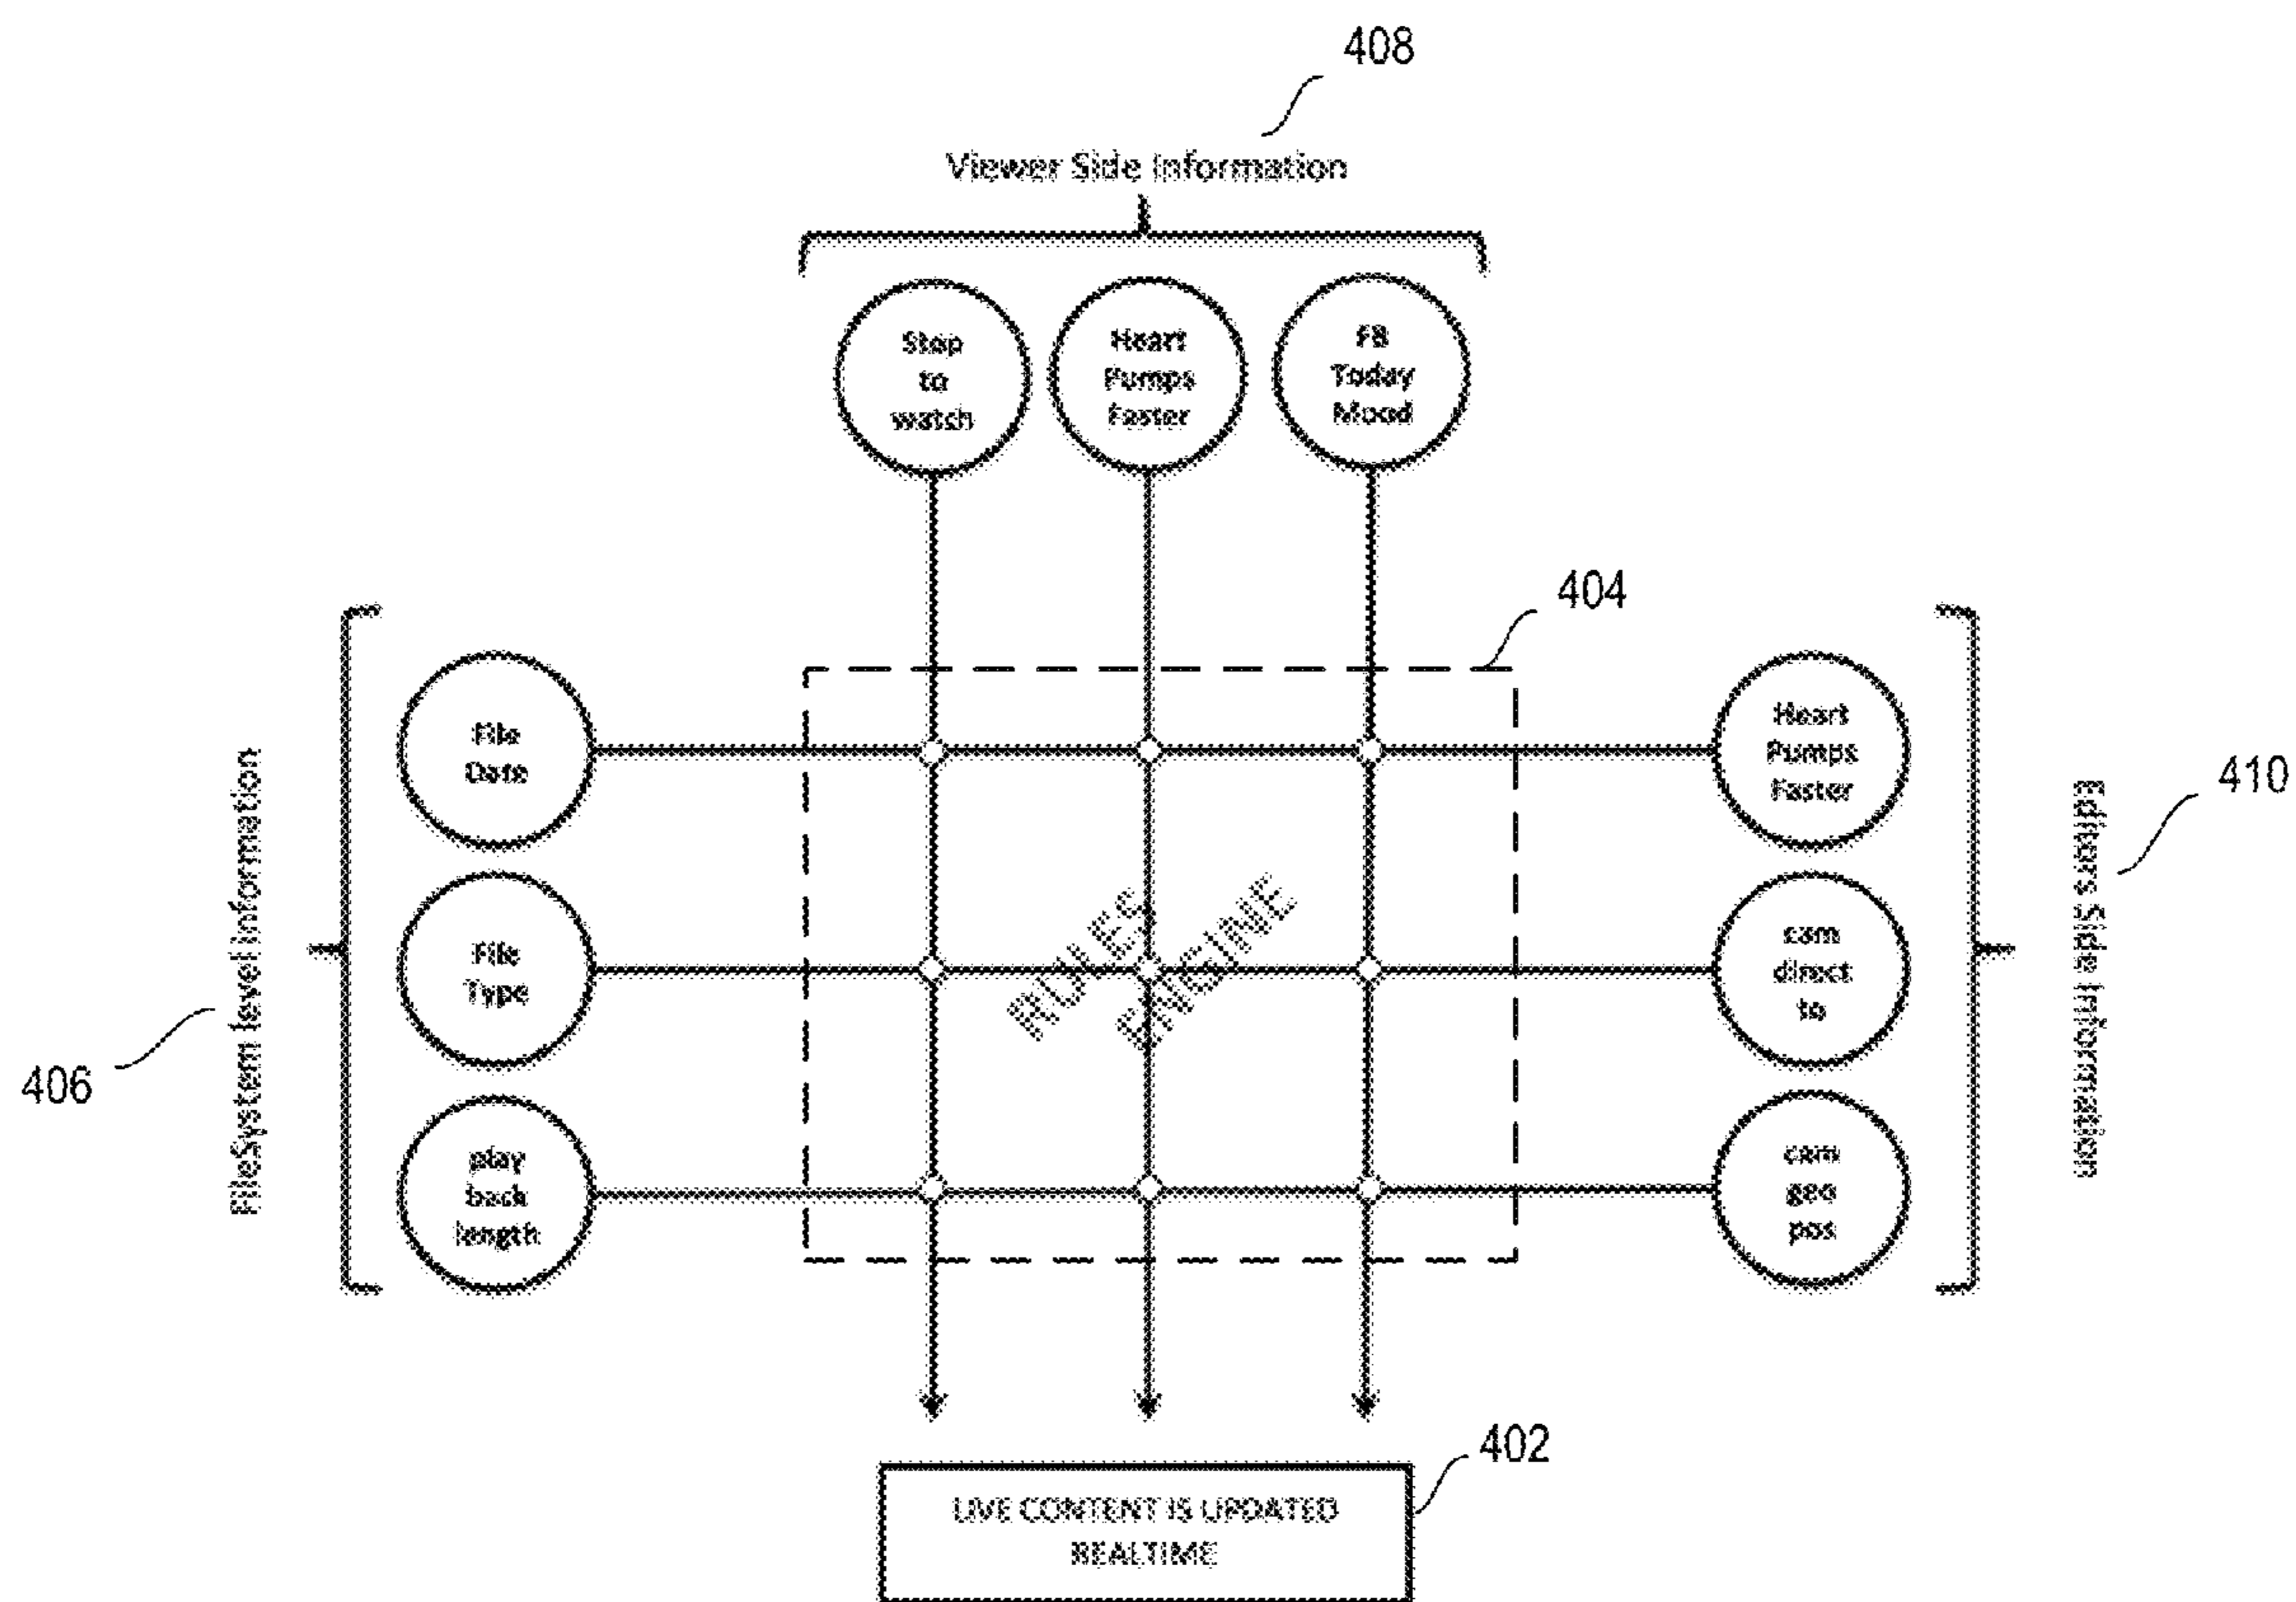 408
Viewer Side Information
Stop
to
watch
Heart
Pumps
Faster
FB
Today
Mood
404
File
Date
Heart
Pumps
Faster
410
Editors Side Information
FileSystem level Information
406
File
Type
RULES
ENGINE
cam
direct
to
play
back
length
cam
geo
pos
402
LIVE CONTENT IS UPDATED
REALTIME